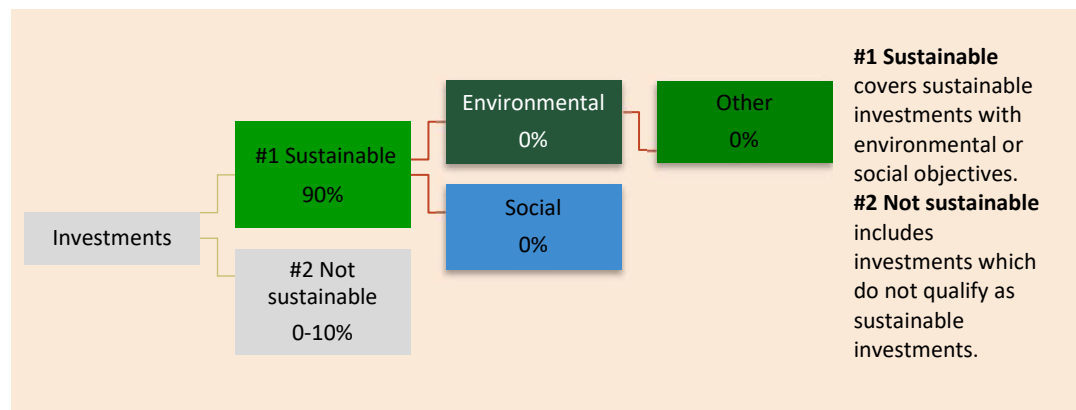 Investments
#1 Sustainable
90%
#2 Not
sustainable
0-10%
Environmental
0%
Social
0%
Other
0%
#1 Sustainable
covers sustainable
investments with
environmental or
social objectives.
#2 Not sustainable
includes
investments which
do not qualify as
sustainable
investments.